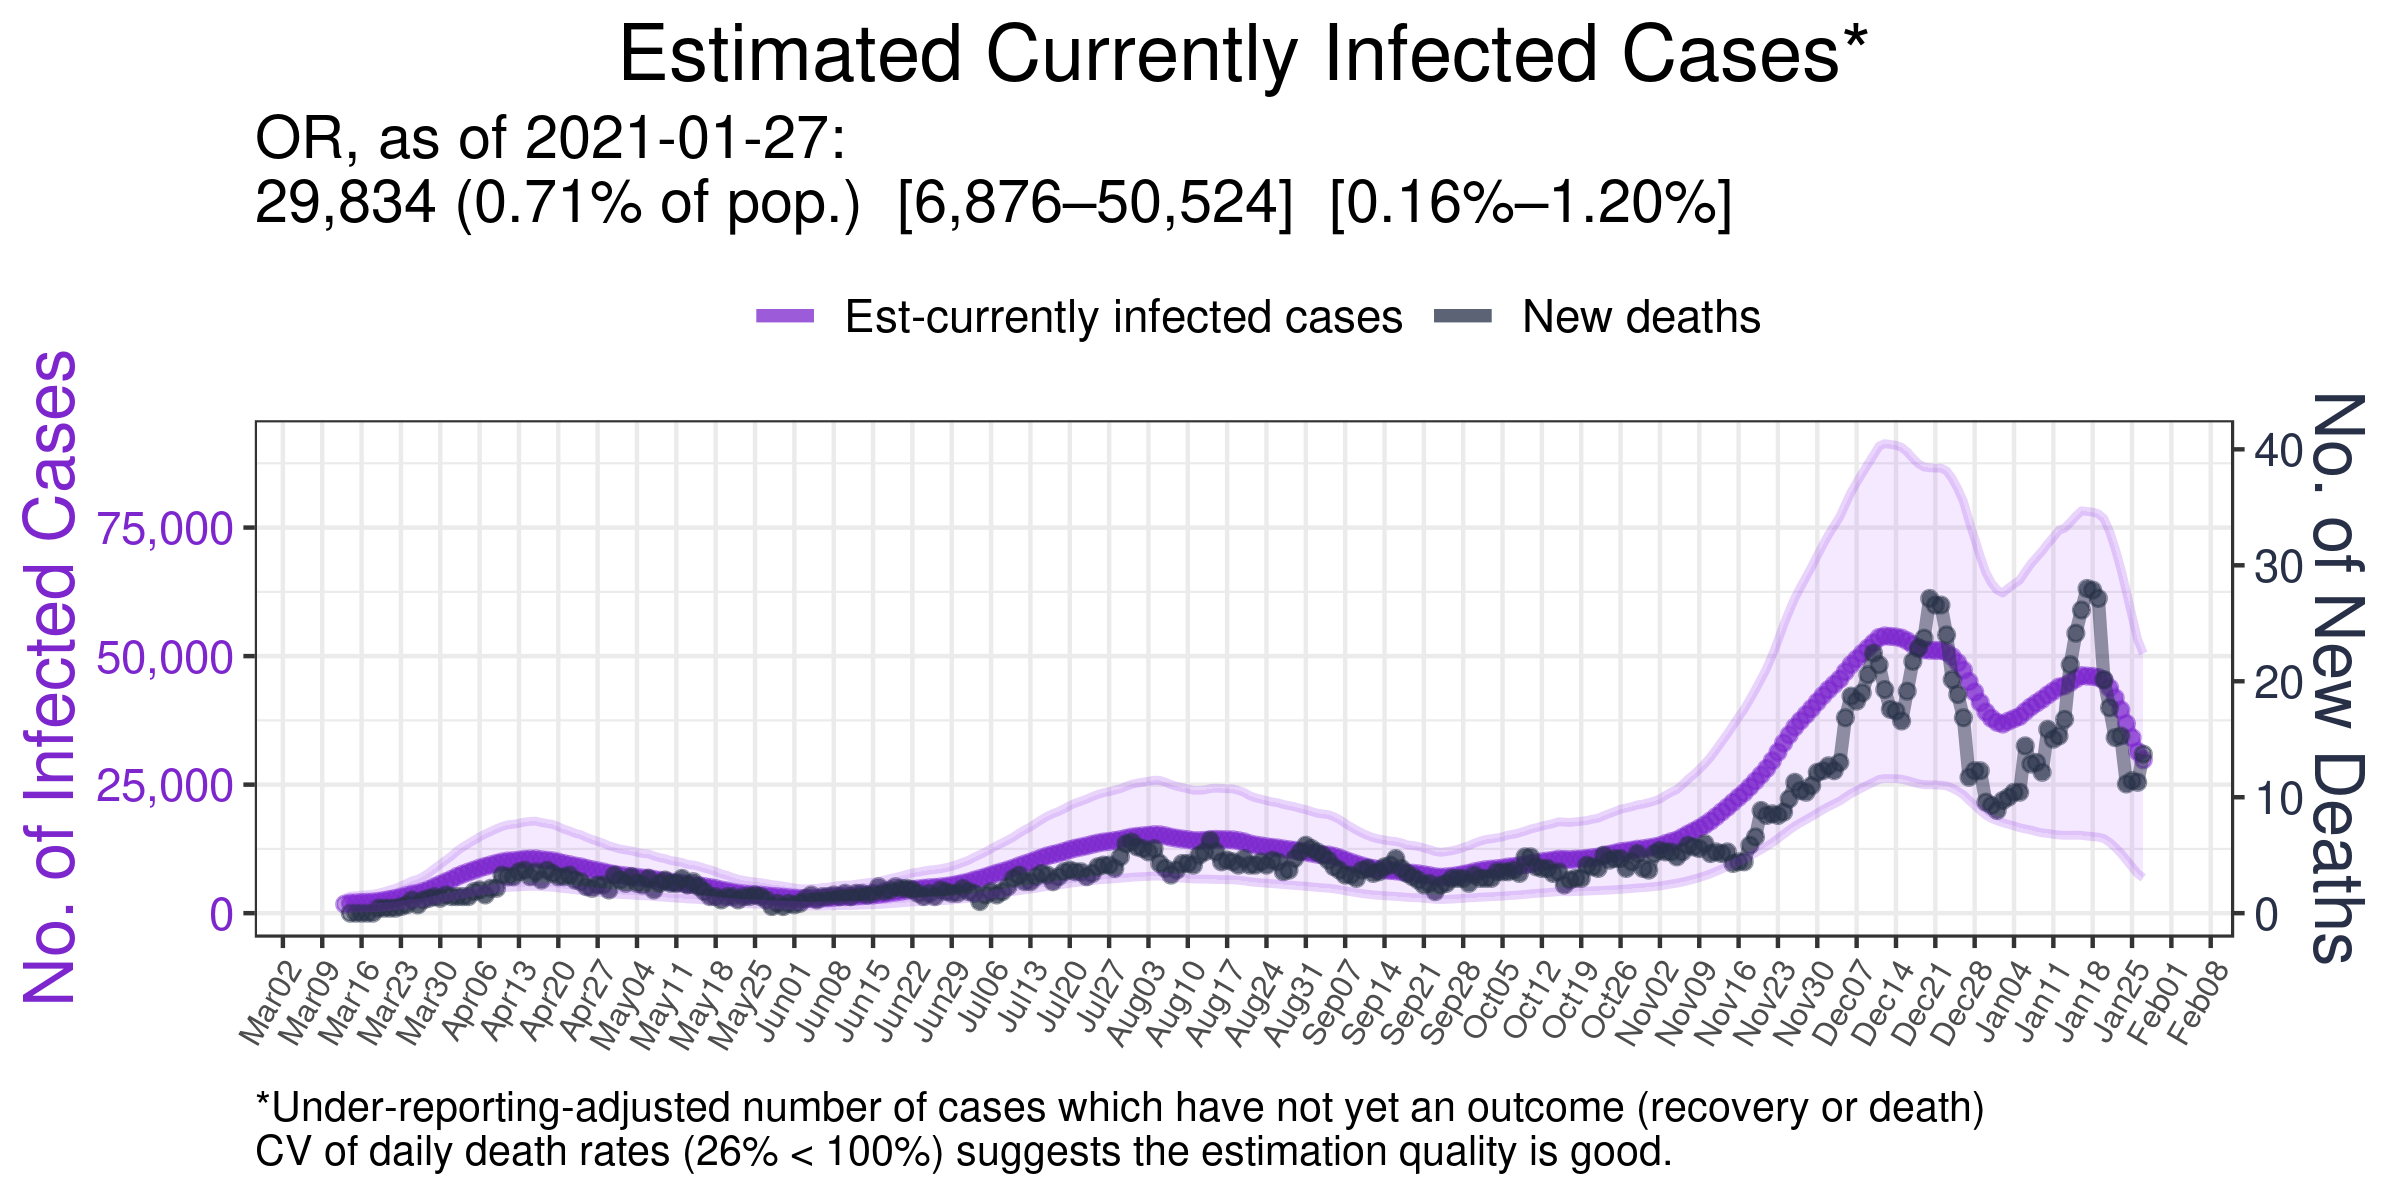 Estimated Currently Infected Cases*
OR, as of 2021-01-27:
29,834 (0.71% of pop.) [6,876–50,524] [0.16%–1.20%]
Est-currently infected cases New deaths
No. of Infected Cases
75,000
50,000
25,000
0
40
30
20
10
0
No. of New Deaths
Mar02 Mar09 Mar16 Mar23 Mar30 Apr06 Apr13 Apr20 Apr27 May04 May11 May18 May25 Jun01 Jun08 Jun15 Jun22 Jun29 Jul06 Jul13 Jul20 Jul27 Aug03 Aug10 Aug17 Aug24 Aug31 Sep07 Sep14 Sep21 Sep28 Oct05 Oct12 Oct19 Oct26 Nov02 Nov09 Nov16 Nov23 Nov30 Dec07 Dec14 Dec21 Dec28 Jan04 Jan11 Jan18 Jan25 Feb01 Feb08
*Under-reporting-adjusted number of cases which have not yet an outcome (recovery or death)
CV of daily death rates (26% < 100%) suggests the estimation quality is good.